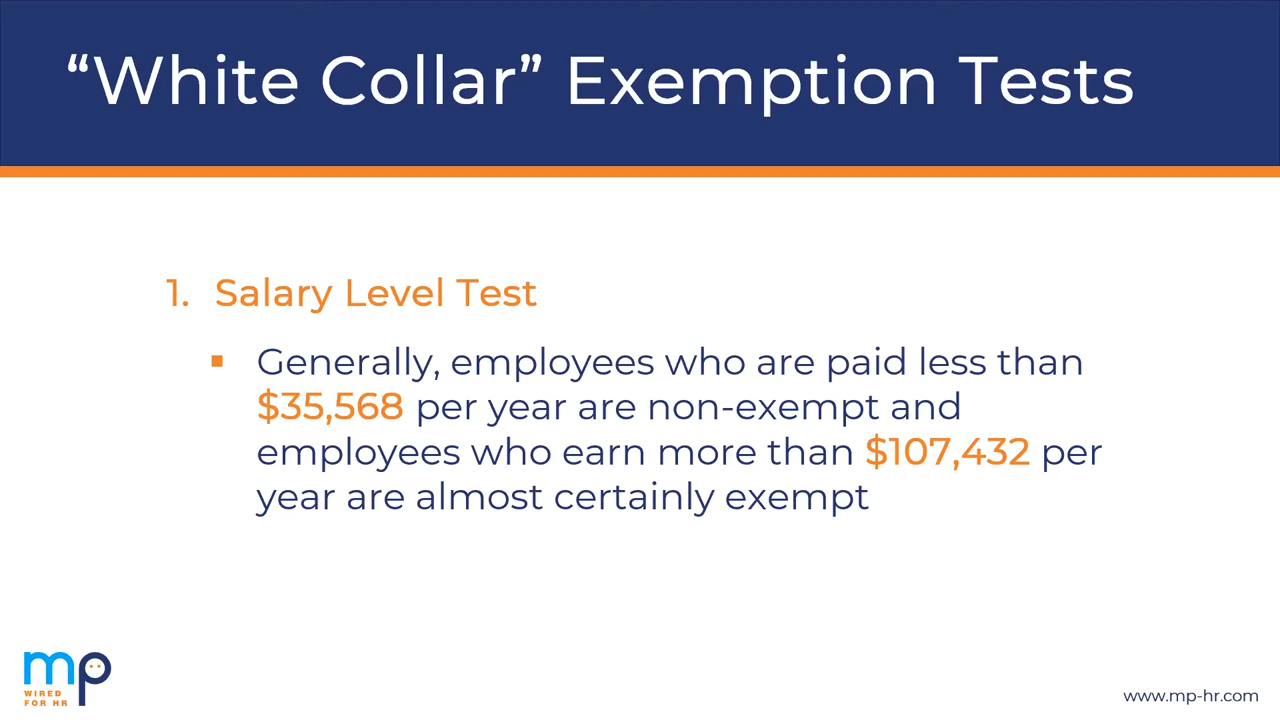 “White Collar” Exemption Tests
1. Salary Level Test
▪ Generally, employees who are paid less than
$35,568 per year are non-exempt and
employees who earn more than $107,432 per
year are almost certainly exempt
mp
WIRED
FOR HR
www.mp-hr.com